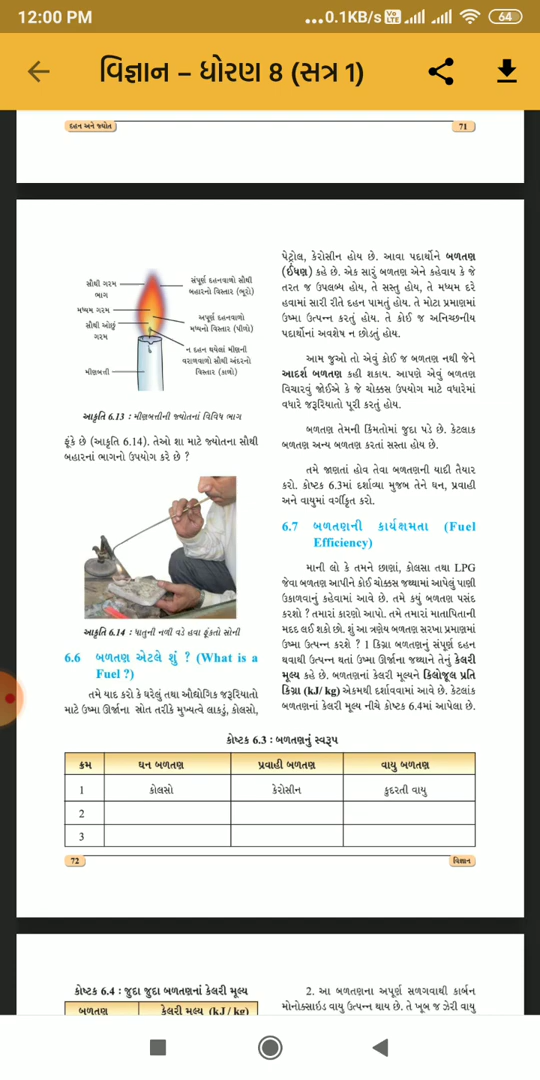 12:00 PM
...0.1KB/s Vo LTE 64
વિજ્ઞાન – ધોરણ 8 (સત્ર 1)
દહન અને જ્યોત 71
સૌથી ગરમ
ભાગ
મધ્યમ ગરમ
સૌથી ઓછું
ગરમ
મીણબત્તી
સંપૂર્ણ દહનવાળો સૌથી
બહારનો વિસ્તાર (ભૂરો)
અપૂર્ણ દહનવાળો
મધ્યનો વિસ્તાર (પીળો)
ન દહન થયેલાં મીણની
વરાળવાળો સૌથી અંદરનો
વિસ્તાર (કાળો)
આકૃતિ 6.13 : મીણબત્તીની જ્યોતનાં વિવિધ ભાગ
ફૂંકે છે (આકૃતિ 6.14). તેઓ શા માટે જ્યોતના સૌથી
બહારનાં ભાગનો ઉપયોગ કરે છે ?
આકૃતિ 6.14 : ધાતુની નળી વડે હવા ફૂંકતો સોની
6.6 બળતણ એટલે શું ? (What is a
Fuel ?)
તમે યાદ કરો કે ઘરેલું તથા ઔદ્યોગિક જરૂરિયાતો
માટે ઉષ્મા ઊર્જાના સ્રોત તરીકે મુખ્યત્વે લાકડું, કોલસો,
પેટ્રોલ, કેરોસીન હોય છે. આવા પદાર્થોને બળતણ
(ઈંધણ) કહે છે. એક સારું બળતણ એને કહેવાય કે જે
તરત જ ઉપલબ્ધ હોય, તે સસ્તુ હોય, તે મધ્યમ દરે
હવામાં સારી રીતે દહન પામતું હોય. તે મોટા પ્રમાણમાં
ઉષ્મા ઉત્પન્ન કરતું હોય. તે કોઈ જ અનિચ્છનીય
પદાર્થોનાં અવશેષ ન છોડતું હોય.
આમ જુઓ તો એવું કોઈ જ બળતણ નથી જેને
આદર્શ બળતણ કહી શકાય. આપણે એવું બળતણ
વિચારવું જોઈએ કે જે ચોક્કસ ઉપયોગ માટે વધારેમાં
વધારે જરૂરિયાતો પૂરી કરતું હોય.
બળતણ તેમની કિંમતોમાં જુદા પડે છે. કેટલાક
બળતણ અન્ય બળતણ કરતાં સસ્તા હોય છે.
તમે જાણતાં હોવ તેવા બળતણની યાદી તૈયાર
કરો. કોષ્ટક 6.3માં દર્શાવ્યા મુજબ તેને ઘન, પ્રવાહી
અને વાયુમાં વર્ગીકૃત કરો.
6.7 બળતણની કાર્યક્ષમતા (Fuel
Efficiency)
માની લો કે તમને છાણાં, કોલસા તથા LPG
જેવા બળતણ આપીને કોઈ ચોક્કસ જથ્થામાં આપેલું પાણી
ઉકાળવાનું કહેવામાં આવે છે. તમે કયું બળતણ પસંદ
કરશો ? તમારાં કારણો આપો. તમે તમારાં માતાપિતાની
મદદ લઈ શકો છો. શું આ ત્રણેય બળતણ સરખા પ્રમાણમાં
ઉષ્મા ઉત્પન્ન કરશે ? 1 કિગ્રા બળતણનું સંપૂર્ણ દહન
થવાથી ઉત્પન્ન થતાં ઉષ્મા ઊર્જાના જથ્થાને તેનું કેલરી
મૂલ્ય કહે છે. બળતણનાં કેલરી મૂલ્યને કિલોજૂલ પ્રતિ
કિગ્રા (kJ/ kg) એકમથી દર્શાવવામાં આવે છે. કેટલાંક
બળતણનાં કેલરી મૂલ્ય નીચે કોષ્ટક 6.4માં આપેલા છે.
કોષ્ટક 6.3 : બળતણનું સ્વરૂપ
ક્રમ ઘન બળતણ પ્રવાહી બળતણ વાયુ બળતણ
1 કોલસો કેરોસીન કુદરતી વાયુ
2
3
72 વિજ્ઞાન
કોષ્ટક 6.4 : જુદા જુદા બળતણનાં કેલરી મૂલ્ય
બળતણ કેલરી મૂલ્ય (kJ / kg)
2. આ બળતણના અપૂર્ણ સળગવાથી કાર્બન
મોનોક્સાઇડ વાયુ ઉત્પન્ન થાય છે. તે ખૂબ જ ઝેરી વાયુ